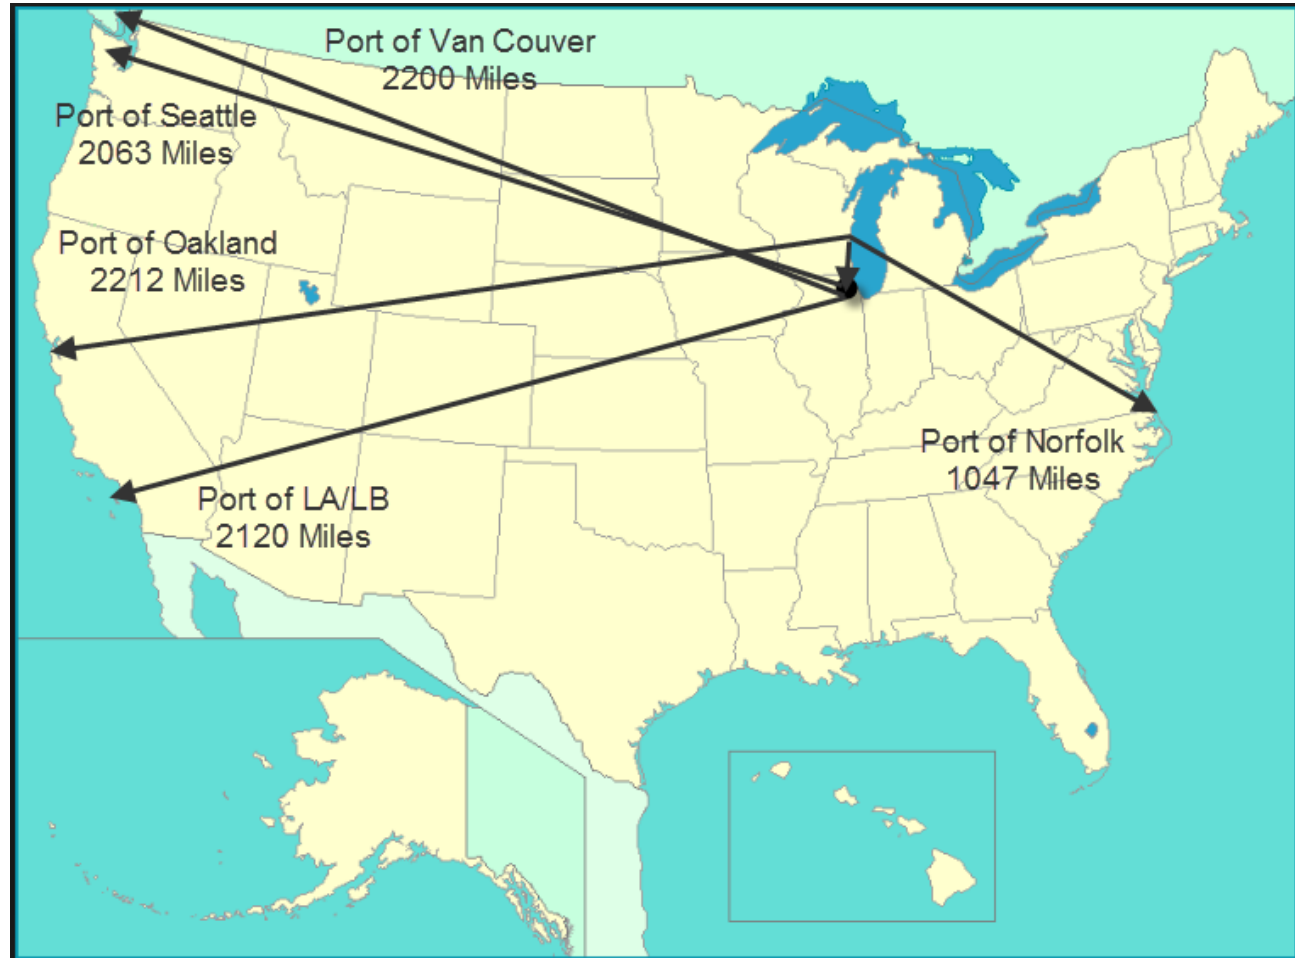 Port of Van Couver
2200 Miles
Port of Seattle
2063 Miles
Port of Oakland
2212 Miles
Port of Norfolk
1047 Miles
Port of LA/LB
2120 Miles